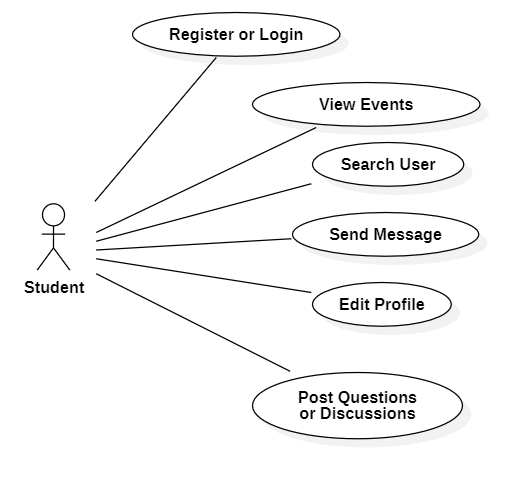 Register or Login
View Events
Search User
Send Message
Student
Edit Profile
Post Questions
or Discussions